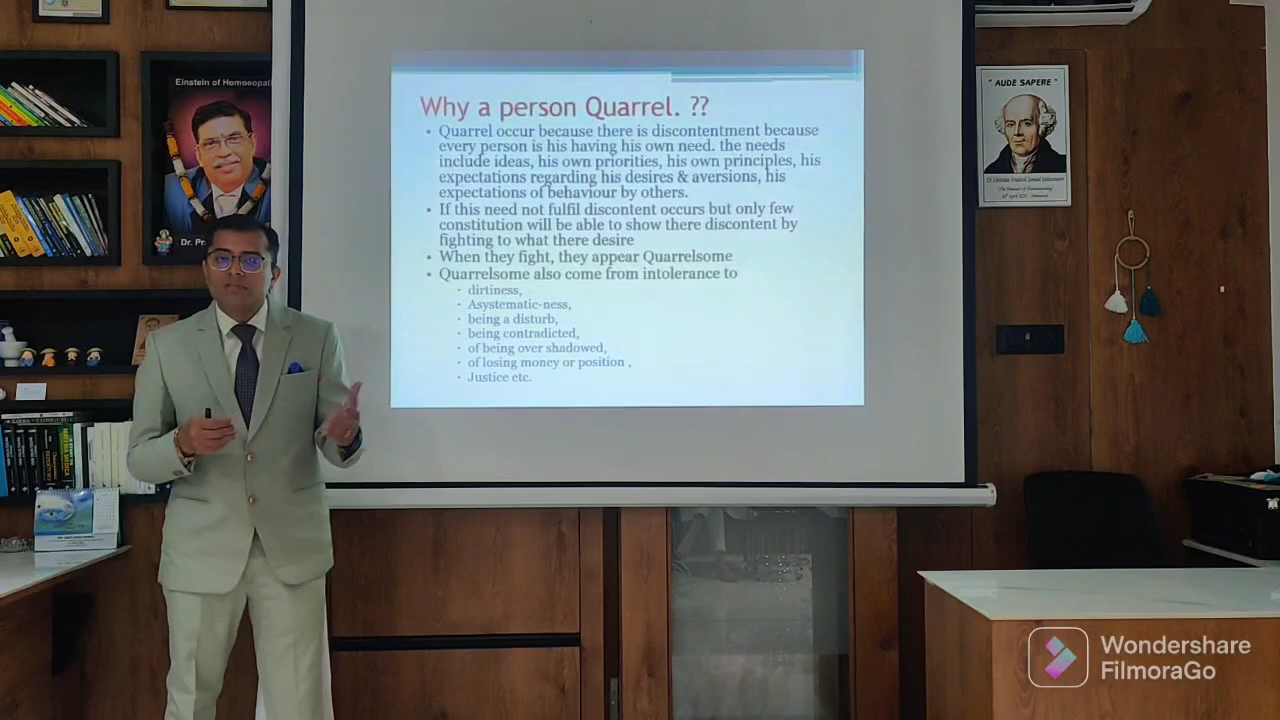 Einstein of Homoeopat
Dr. Pr
Why a person Quarrel. ??
• Quarrel occur because there is discontentment because
every person is his having his own need. the needs
include ideas, his own priorities, his own principles, his
expectations regarding his desires & aversions, his
expectations of behaviour by others.
• If this need not fulfil discontent occurs but only few
constitution will be able to show there discontent by
fighting to what there desire
• When they fight, they appear Quarrelsome
• Quarrelsome also come from intolerance to
• dirtiness,
• Asystematic-ness,
• being a disturb,
• being contradicted,
• of being over shadowed,
• of losing money or position ,
• Justice etc.
" AUDE SAPERE "
MATERIA MEDICA
Wondershare
FilmoraGo